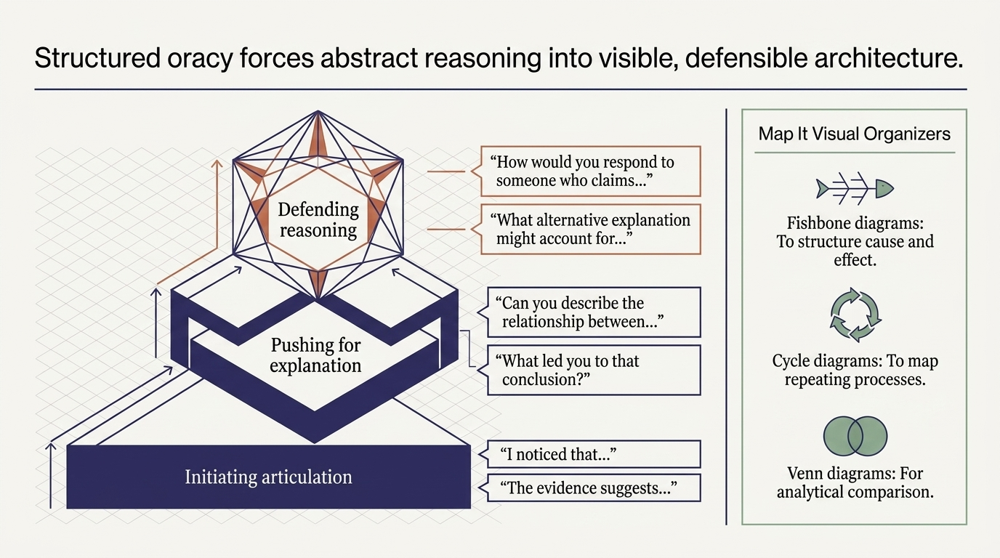 Structured oracy forces abstract reasoning into visible, defensible architecture.
Defending
reasoning
“How would you respond to
someone who claims...”
“What alternative explanation
might account for...”
Pushing for
explanation
“Can you describe the
relationship between...”
“What led you to that
conclusion?”
Initiating articulation
“I noticed that...”
“The evidence suggests...”
Map It Visual Organizers
Fishbone diagrams:
To structure cause and
effect.
Cycle diagrams: To map
repeating processes.
Venn diagrams: For
analytical comparison.